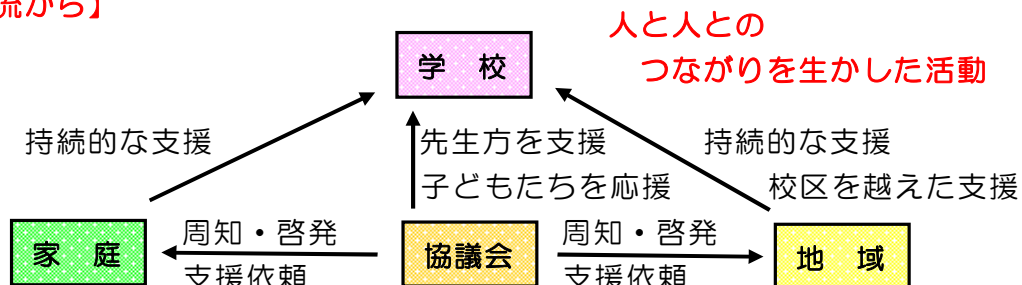 流から】
人と人との
つながりを生かした活動
学　校
持続的な支援
先生方を支援
子どもたちを応援
持続的な支援
校区を越えた支援
家　庭
周知・啓発
支援依頼
協議会
周知・啓発
支援依頼
地　域